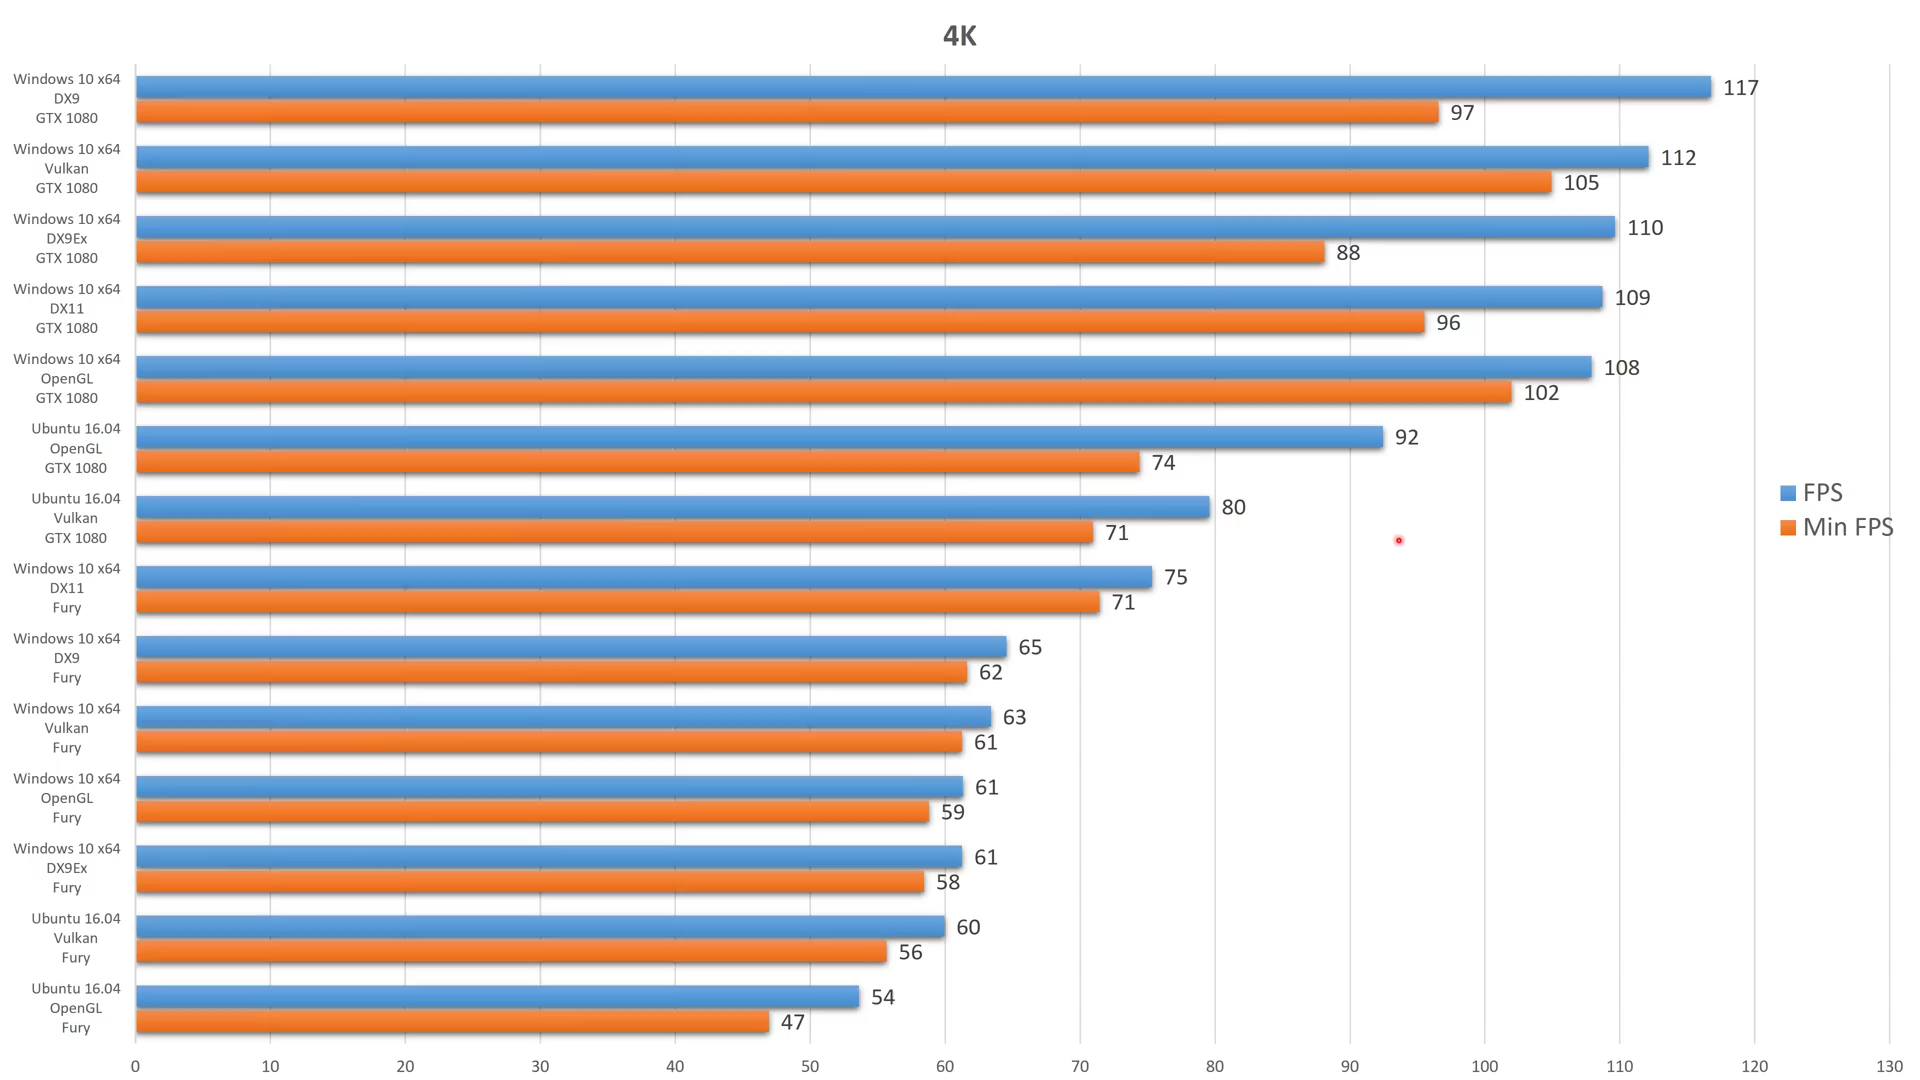 4K
Windows 10 x64
DX9
GTX 1080
117
97
Windows 10 x64
Vulkan
GTX 1080
112
105
Windows 10 x64
DX9Ex
GTX 1080
110
88
Windows 10 x64
DX11
GTX 1080
109
96
Windows 10 x64
OpenGL
GTX 1080
108
102
Ubuntu 16.04
OpenGL
GTX 1080
92
74
Ubuntu 16.04
Vulkan
GTX 1080
80
71
Windows 10 x64
DX11
Fury
75
71
Windows 10 x64
DX9
Fury
65
62
Windows 10 x64
Vulkan
Fury
63
61
Windows 10 x64
OpenGL
Fury
61
59
Windows 10 x64
DX9Ex
Fury
61
58
Ubuntu 16.04
Vulkan
Fury
60
56
Ubuntu 16.04
OpenGL
Fury
54
47
FPS
Min FPS
0 10 20 30 40 50 60 70 80 90 100 110 120 130